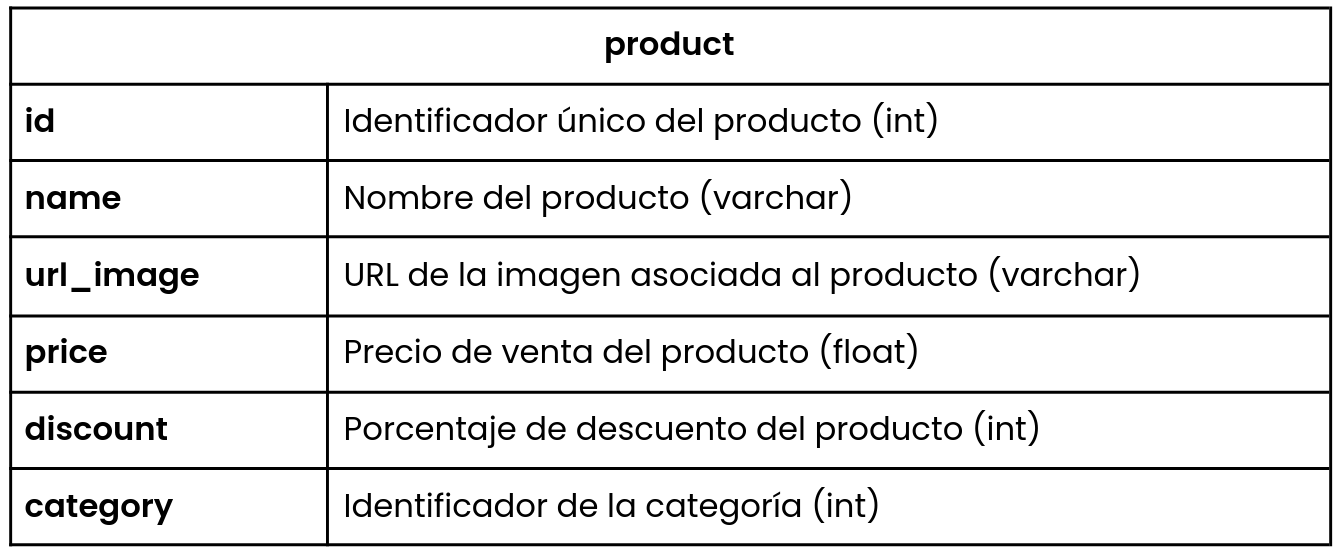 product
id Identificador único del producto (int)
name Nombre del producto (varchar)
url_image URL de la imagen asociada al producto (varchar)
price Precio de venta del producto (float)
discount Porcentaje de descuento del producto (int)
category Identificador de la categoría (int)